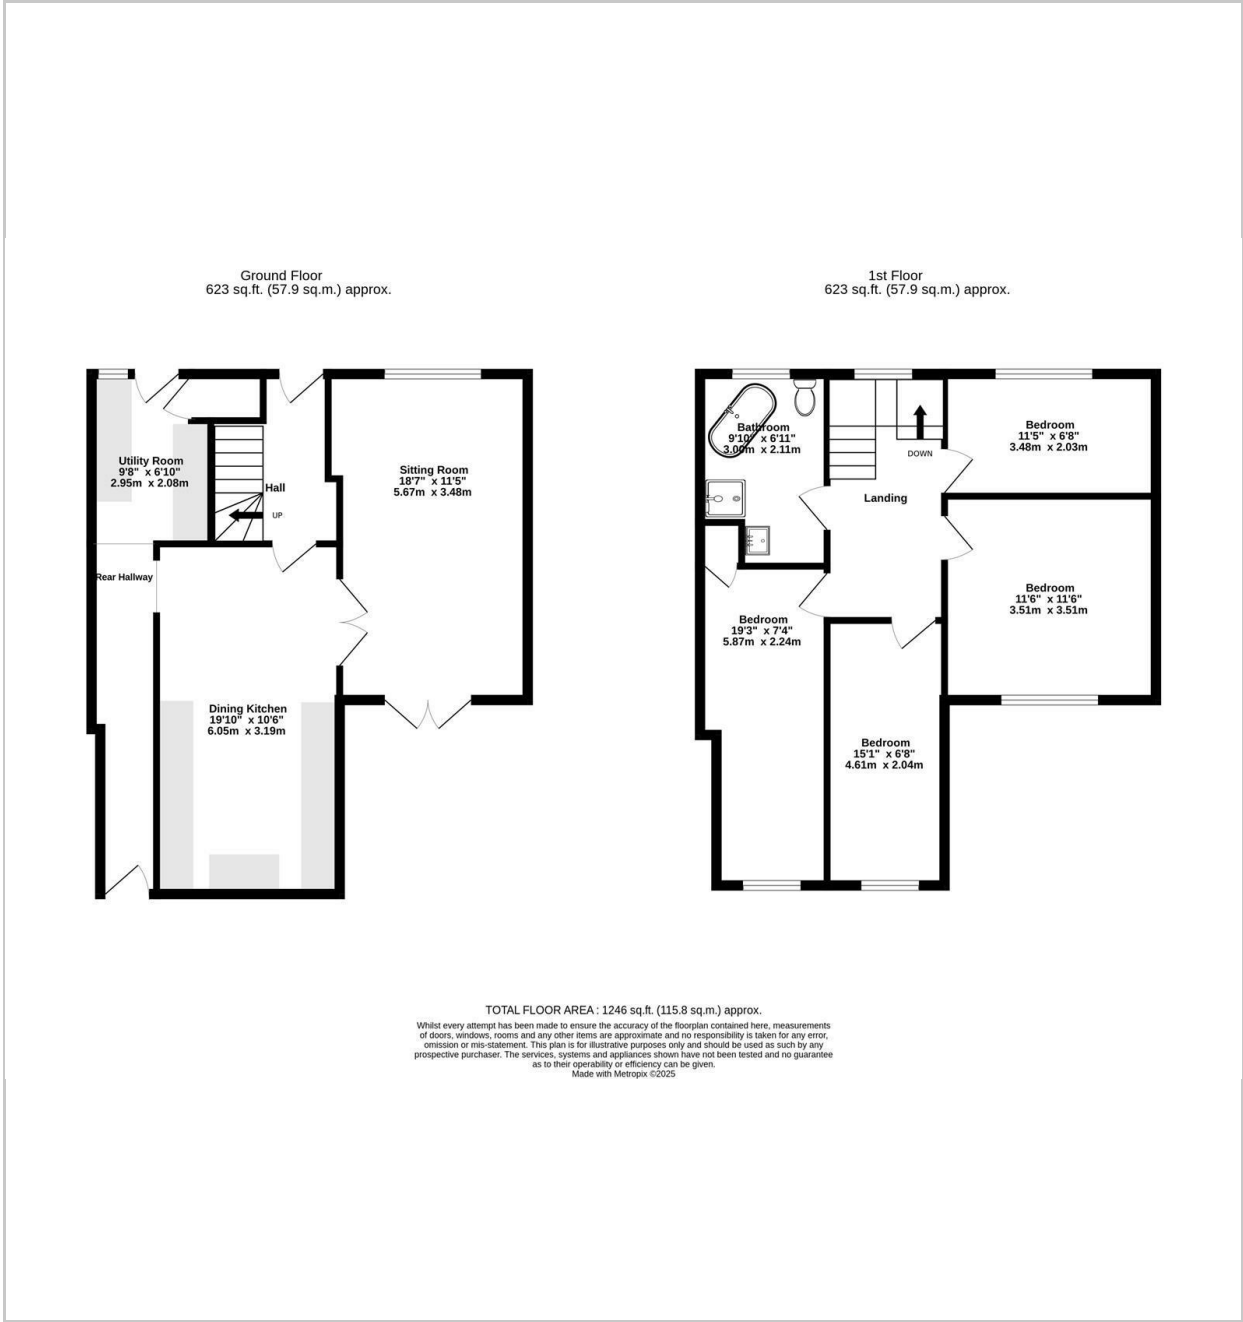 Ground Floor
623 sq.ft. (57.9 sq.m.) approx.
1st Floor
623 sq.ft. (57.9 sq.m.) approx.
Utility Room
9'8" x 6'10"
2.95m x 2.08m
Hall
UP
Sitting Room
18'7" x 11'5"
5.67m x 3.48m
Rear Hallway
Dining Kitchen
19'10" x 10'6"
6.05m x 3.19m
Bathroom
9'10" x 6'11"
3.00m x 2.11m
DOWN
Landing
Bedroom
11'5" x 6'8"
3.48m x 2.03m
Bedroom
11'6" x 11'6"
3.51m x 3.51m
Bedroom
19'3" x 7'4"
5.87m x 2.24m
Bedroom
15'1" x 6'8"
4.61m x 2.04m
TOTAL FLOOR AREA : 1246 sq.ft. (115.8 sq.m.) approx.
Whilst every attempt has been made to ensure the accuracy of the floorplan contained here, measurements
of doors, windows, rooms and any other items are approximate and no responsibility is taken for any error,
omission or mis-statement. This plan is for illustrative purposes only and should be used as such by any
prospective purchaser. The services, systems and appliances shown have not been tested and no guarantee
as to their operability or efficiency can be given.
Made with Metropix ©2025